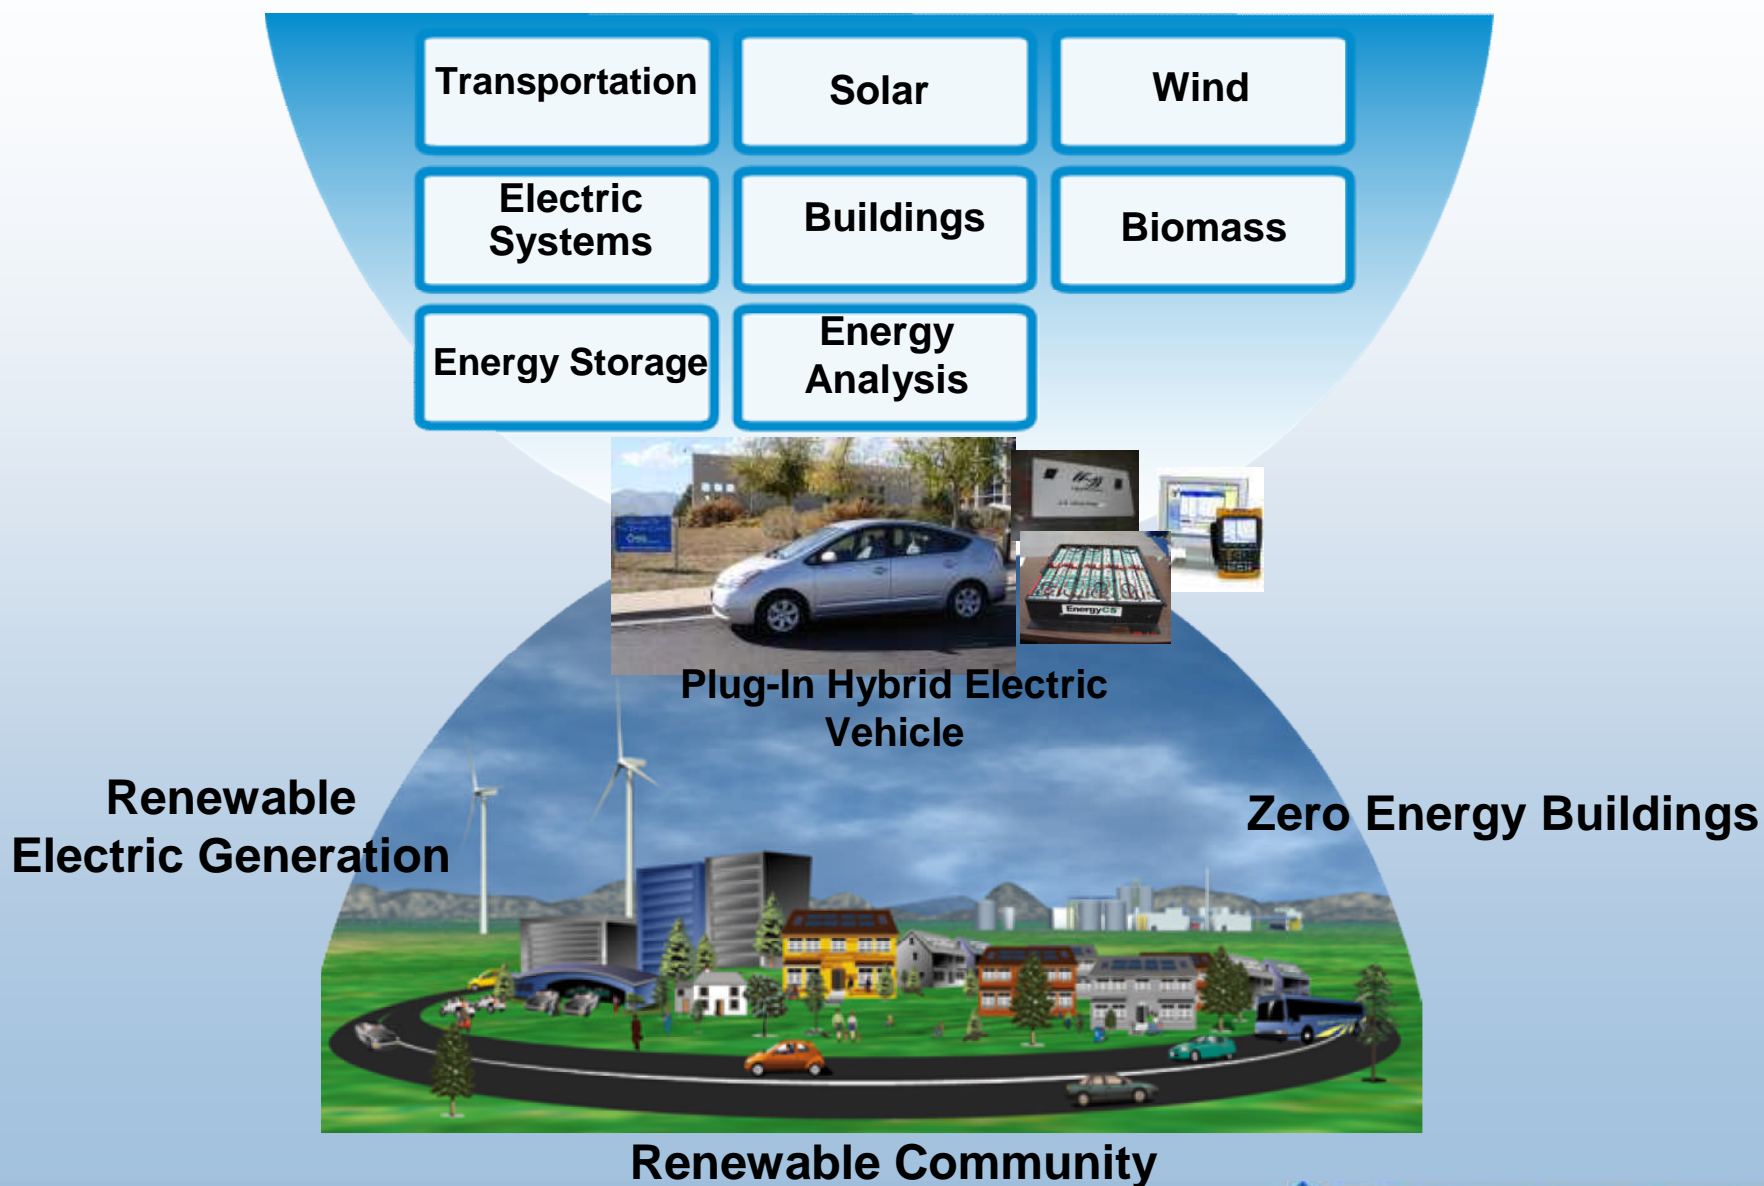 Transportation
Solar
Wind
Electric
Systems
Buildings
Biomass
Energy Storage
Energy
Analysis
EnergyCS
Plug-In Hybrid Electric
Vehicle
Renewable
Electric Generation
Zero Energy Buildings
Renewable Community